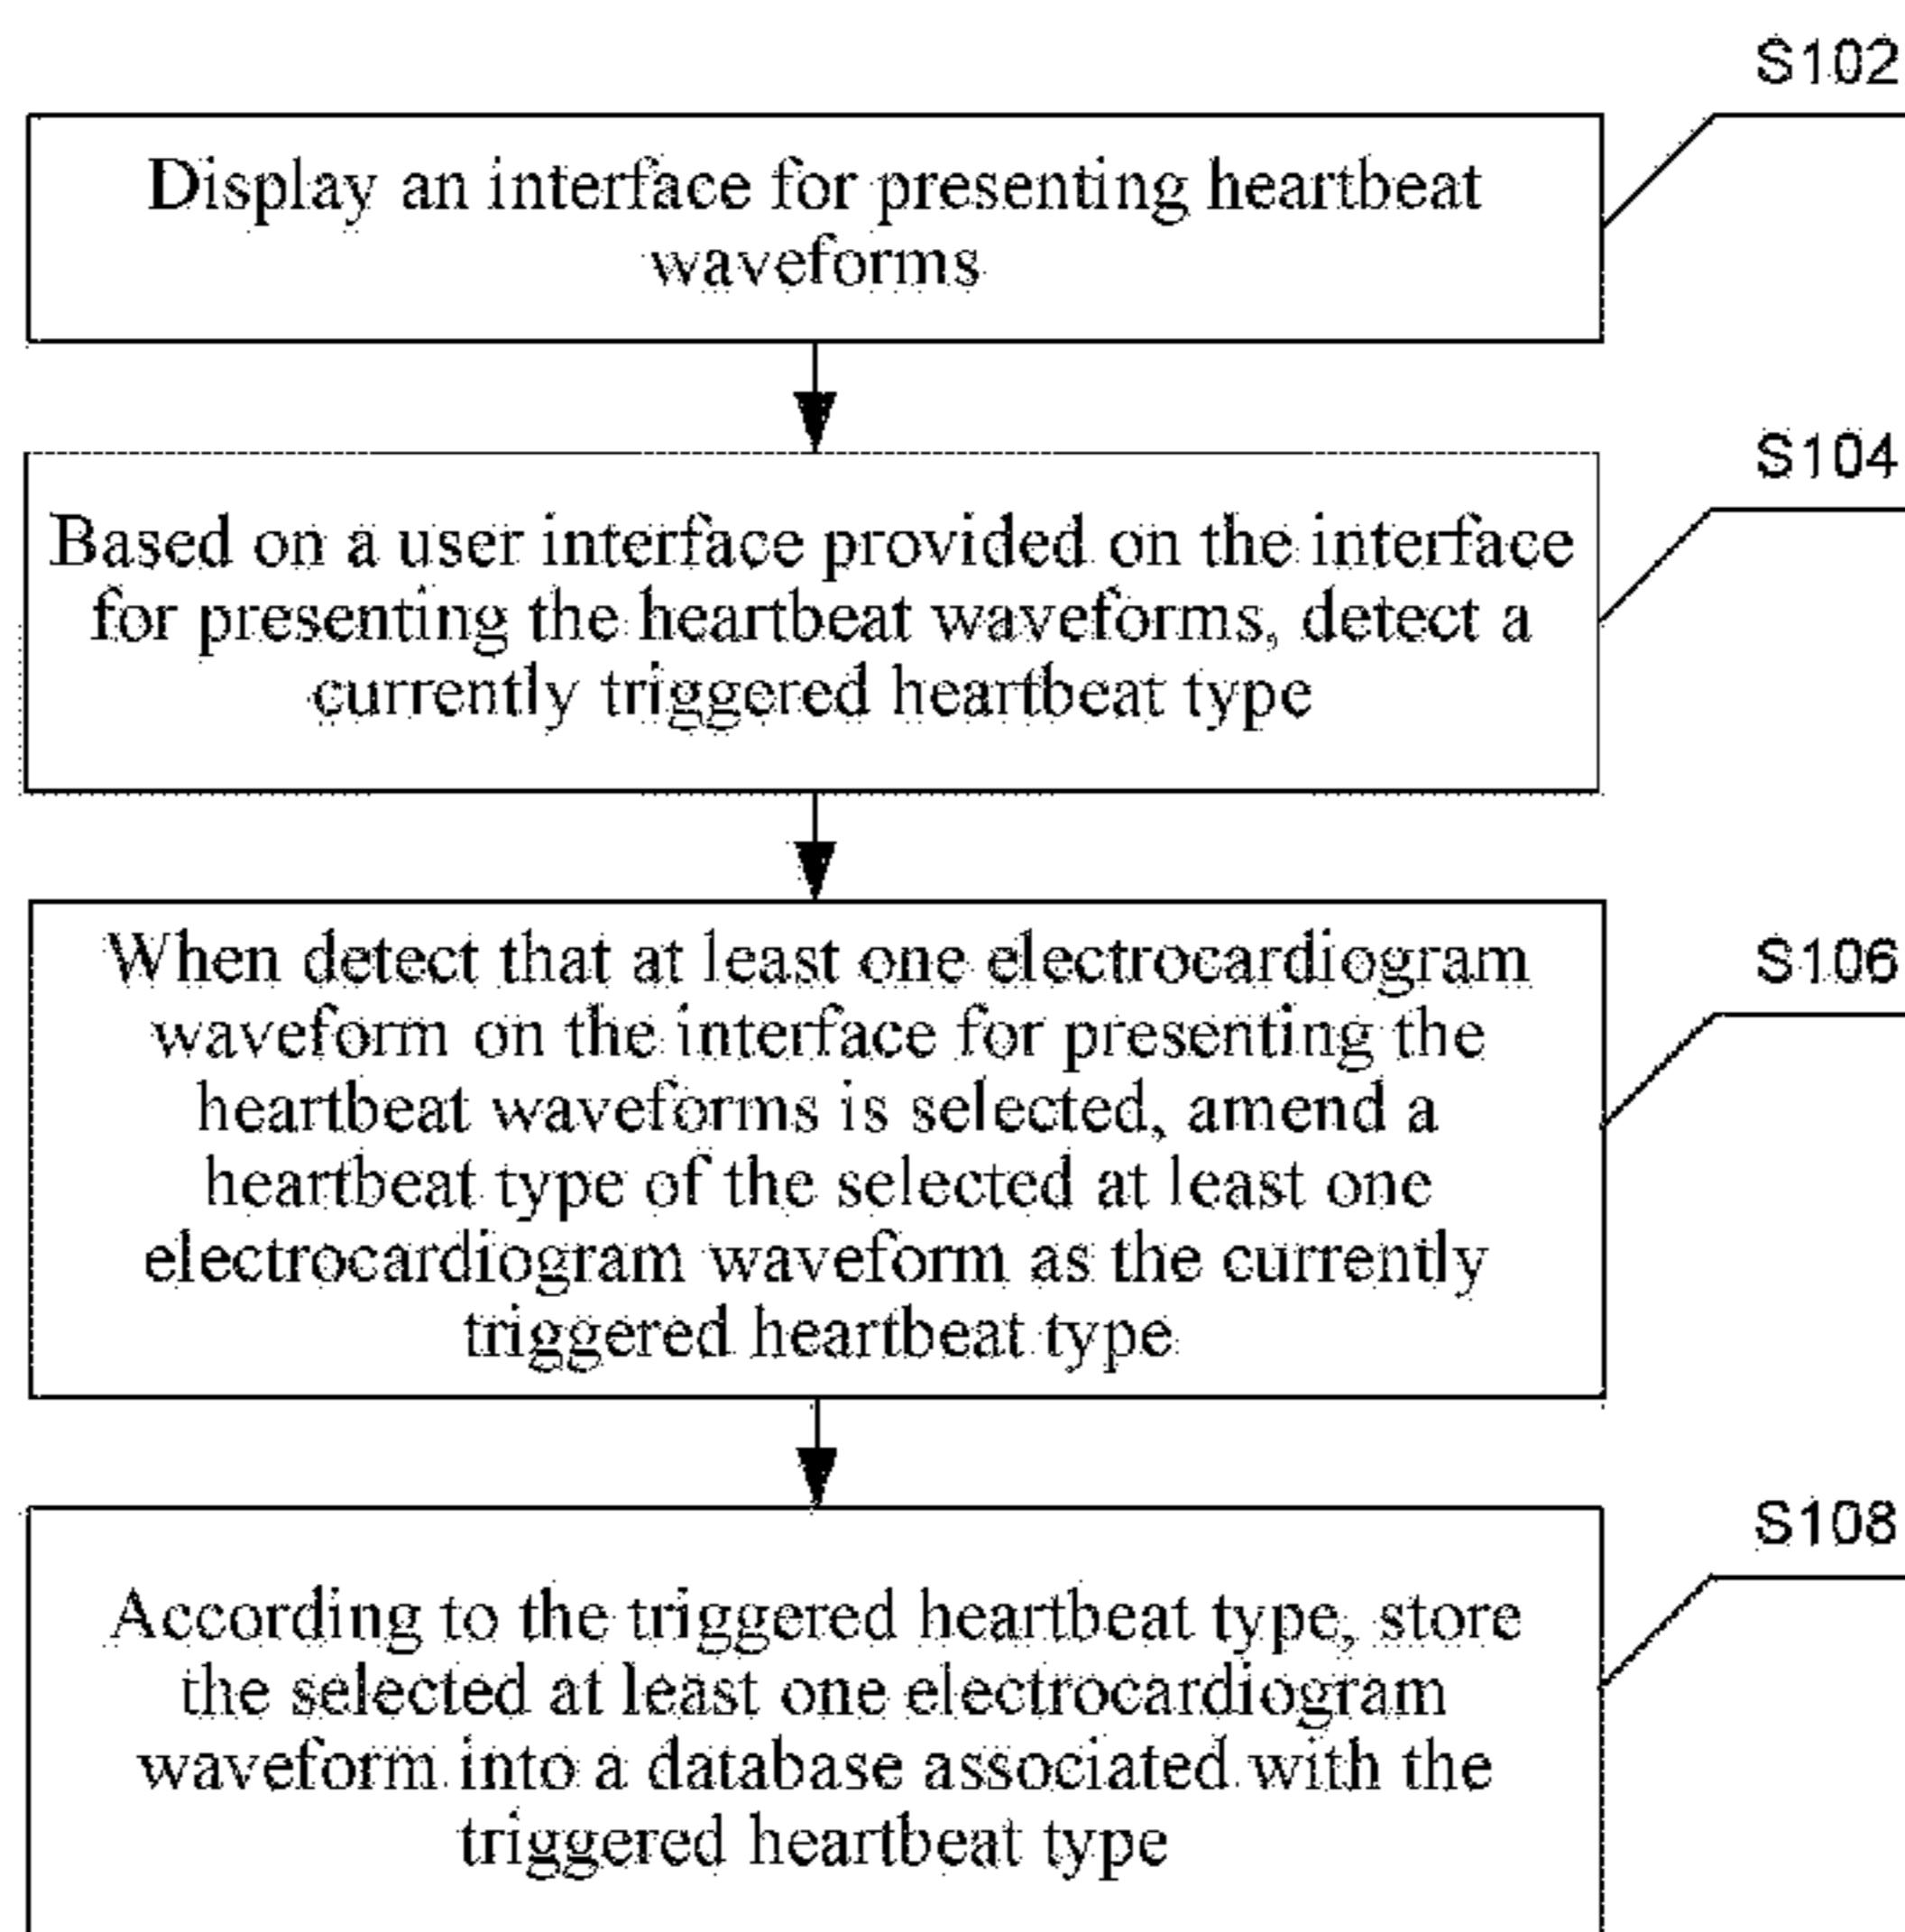 S102
Display an interface for presenting heartbeat
waveforms
S104
Based on a user interface provided on the interface
for presenting the heartbeat waveforms, detect a
currently triggered heartbeat type
When detect that at least one electrocardiogram
S106
waveform on the interface for presenting the
heartbeat waveforms is selected, amend a
heartbeat type of the selected at least one
electrocardiogram waveform as the currently
triggered heartbeat type
S108
According to the triggered heartbeat type, store
the selected at least one electrocardiogram
waveform into a database associated with the
triggered heartbeat type